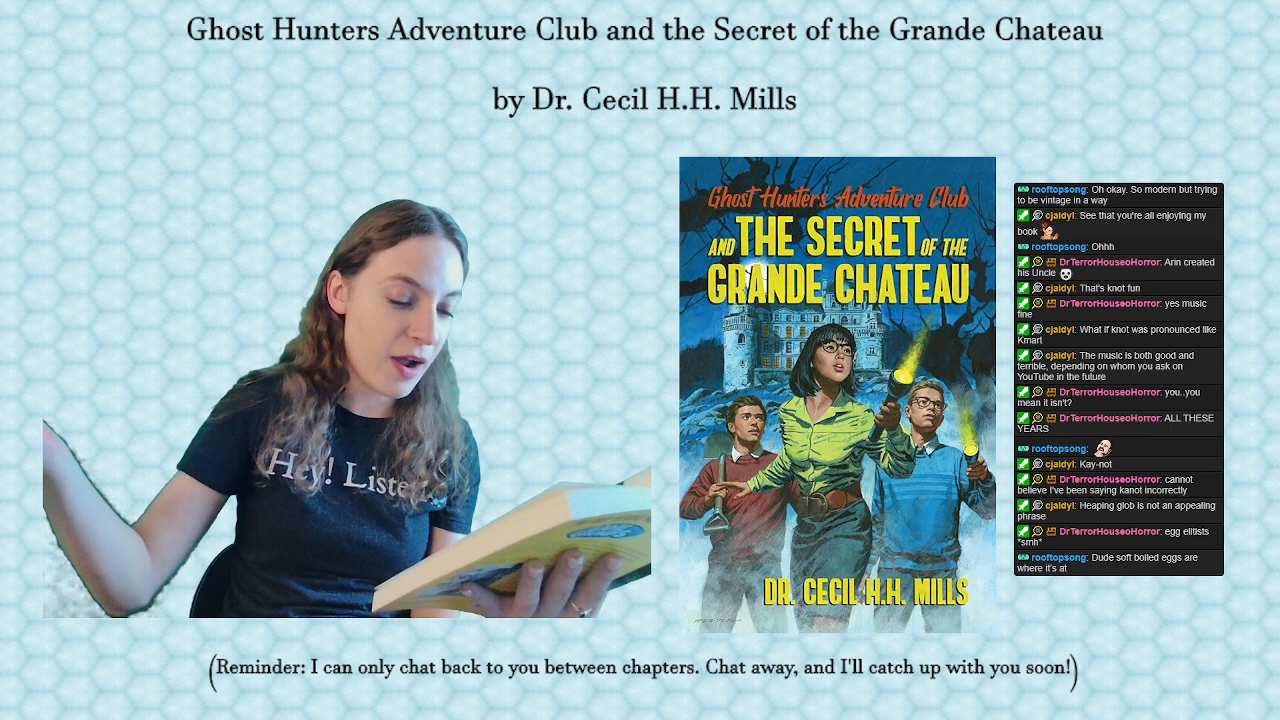 Ghost Hunters Adventure Club and the Secret of the Grande Chateau
by Dr. Cecil H.H. Mills
Hey! Liste
Ghost Hunters Adventure Club
AND THE SECRET OF THE
GRANDE CHATEAU
DR. CECIL H.H. MILLS
rooftopsong: Oh okay. So modern but trying
to be vintage in a way
cjaidyl: See that you're all enjoying my
book
rooftopsong: Ohhh
DrTerrorHouseoHorror: Arin created
his Uncle
cjaidyl: That's knot fun
DrTerrorHouseoHorror: yes music
fine
cjaidyl: What if knot was pronounced like
Kmart
cjaidyl: The music is both good and
terrible, depending on whom you ask on
YouTube in the future
DrTerrorHouseoHorror: you..you
mean it isn't?
DrTerrorHouseoHorror: ALL THESE
YEARS
rooftopsong:
cjaidyl: Kay-not
DrTerrorHouseoHorror: cannot
believe I've been saying kanot incorrectly
cjaidyl: Heaping glob is not an appealing
phrase
DrTerrorHouseoHorror: egg elitists
*smh*
rooftopsong: Dude soft boiled eggs are
where it's at
(Reminder: I can only chat back to you between chapters. Chat away, and I'll catch up with you soon!)